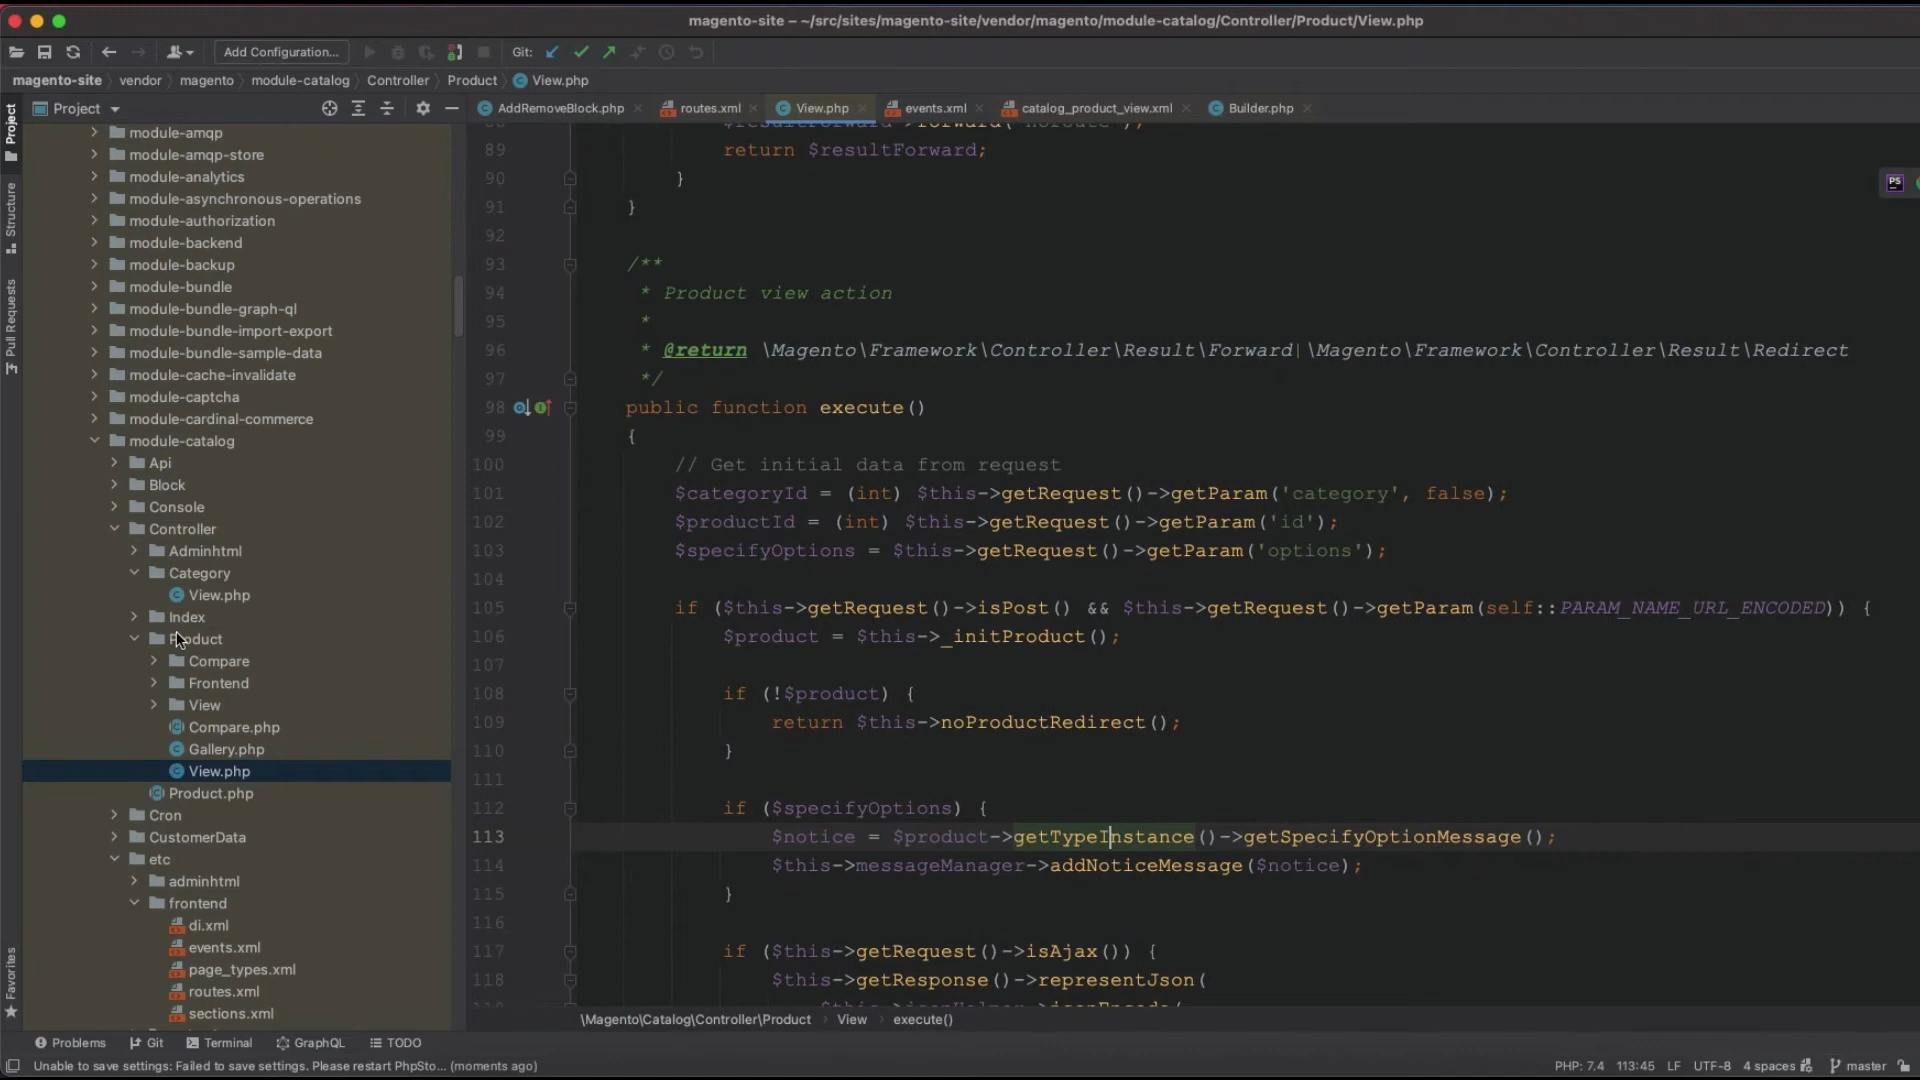 magento-site – ~/src/sites/magento-site/vendor/magento/module-catalog/Controller/Product/View.php
Add Configuration...
Git:
magento-site
vendor
magento
module-catalog
Controller
Product
View.php
Project
Project
AddRemoveBlock.php
routes.xml
View.php
events.xml
catalog_product_view.xml
Builder.php
Structure
Pull Requests
Favorites
module-amqp
module-amqp-store
module-analytics
module-asynchronous-operations
module-authorization
module-backend
module-backup
module-bundle
module-bundle-graph-ql
module-bundle-import-export
module-bundle-sample-data
module-cache-invalidate
module-captcha
module-cardinal-commerce
module-catalog
Api
Block
Console
Controller
Adminhtml
Category
View.php
Index
Product
Compare
Frontend
View
Compare.php
Gallery.php
View.php
Product.php
Cron
CustomerData
etc
adminhtml
frontend
di.xml
events.xml
page_types.xml
routes.xml
sections.xml
89 return $resultForward;
90 }
91 }
92
93 /**
94 * Product view action
95 *
96 * @return \Magento\Framework\Controller\Result\Forward|\Magento\Framework\Controller\Result\Redirect
97 */
98 public function execute()
99 {
100 // Get initial data from request
101 $categoryId = (int) $this->getRequest()->getParam('category', false);
102 $productId = (int) $this->getRequest()->getParam('id');
103 $specifyOptions = $this->getRequest()->getParam('options');
104
105 if ($this->getRequest()->isPost() && $this->getRequest()->getParam(self::PARAM_NAME_URL_ENCODED)) {
106 $product = $this->_initProduct();
107
108 if (!$product) {
109 return $this->noProductRedirect();
110 }
111
112 if ($specifyOptions) {
113 $notice = $product->getTypeInstance()->getSpecifyOptionMessage();
114 $this->messageManager->addNoticeMessage($notice);
115 }
116
117 if ($this->getRequest()->isAjax()) {
118 $this->getResponse()->representJson(
PS
\Magento\Catalog\Controller\Product
View
execute()
Problems
Git
Terminal
GraphQL
TODO
Unable to save settings: Failed to save settings. Please restart PhpSto... (moments ago)
PHP: 7.4
113:45
LF
UTF-8
4 spaces
master